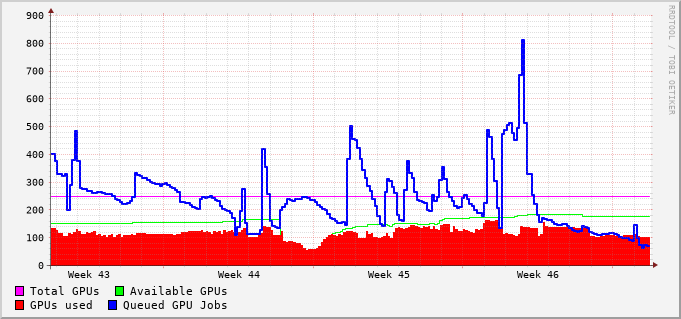 900
800
700
600
500
400
300
200
100
0
Week 43 Week 44 Week 45 Week 46
Total GPUs Available GPUs
GPUs used Queued GPU Jobs
RRDTOOL / TOBI OETIKER